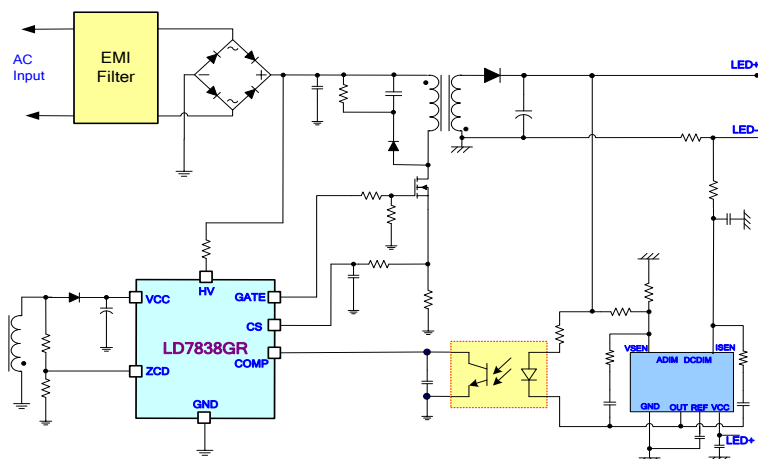 AC
Input
EMI
Filter
LED+
LED-
HV
VCC
GATE
CS
LD7838GR
COMP
ZCD
GND
VSEN
ISEN
ADIM DCDIM
GND OUT REF VCC
LED+